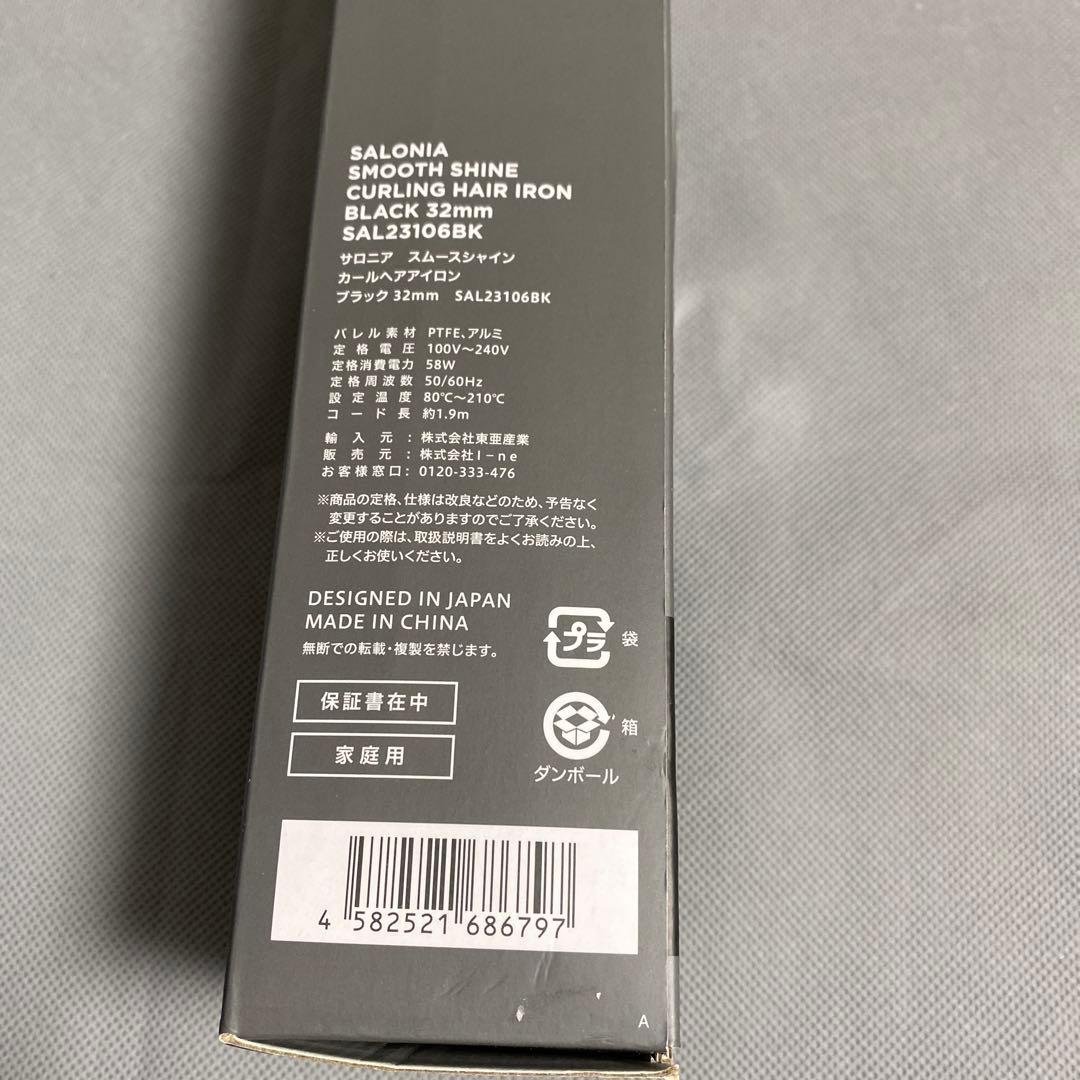 SALONIA
SMOOTH SHINE
CURLING HAIR IRON
BLACK 32mm
SAL23106BK
サロニア スムースシャイン
カールヘアアイロン
ブラック 32mm SAL23106BK
バレル素材 PTFE、アルミ
定格電圧 100V〜240V
定格消費電力 58W
定格周波数 50/60Hz
設定温度 80℃〜210℃
コード長 約1.9m
輸入元：株式会社東亜産業
販売元：株式会社I-ne
お客様窓口：0120-333-476
※商品の定格、仕様は改良などのため、予告なく
変更することがありますのでご了承ください。
※ご使用の際は、取扱説明書をよくお読みの上、
正しくお使いください。
DESIGNED IN JAPAN
MADE IN CHINA
無断での転載・複製を禁じます。
プラ 袋
保証書在中
箱
家庭用
ダンボール
4 582521 686797
A